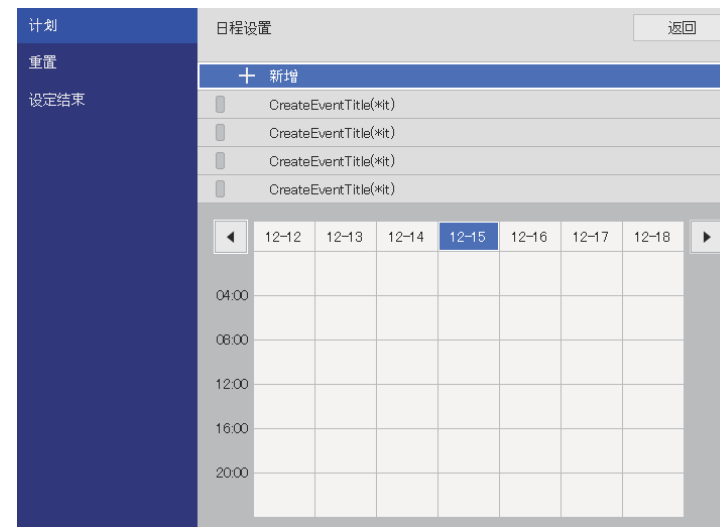 计划
重置
设定结束
日程设置
返回
+ 新增
CreateEventTitle(*it)
CreateEventTitle(*it)
CreateEventTitle(*it)
CreateEventTitle(*it)
12-12 12-13 12-14 12-15 12-16 12-17 12-18
04:00
08:00
12:00
16:00
20:00